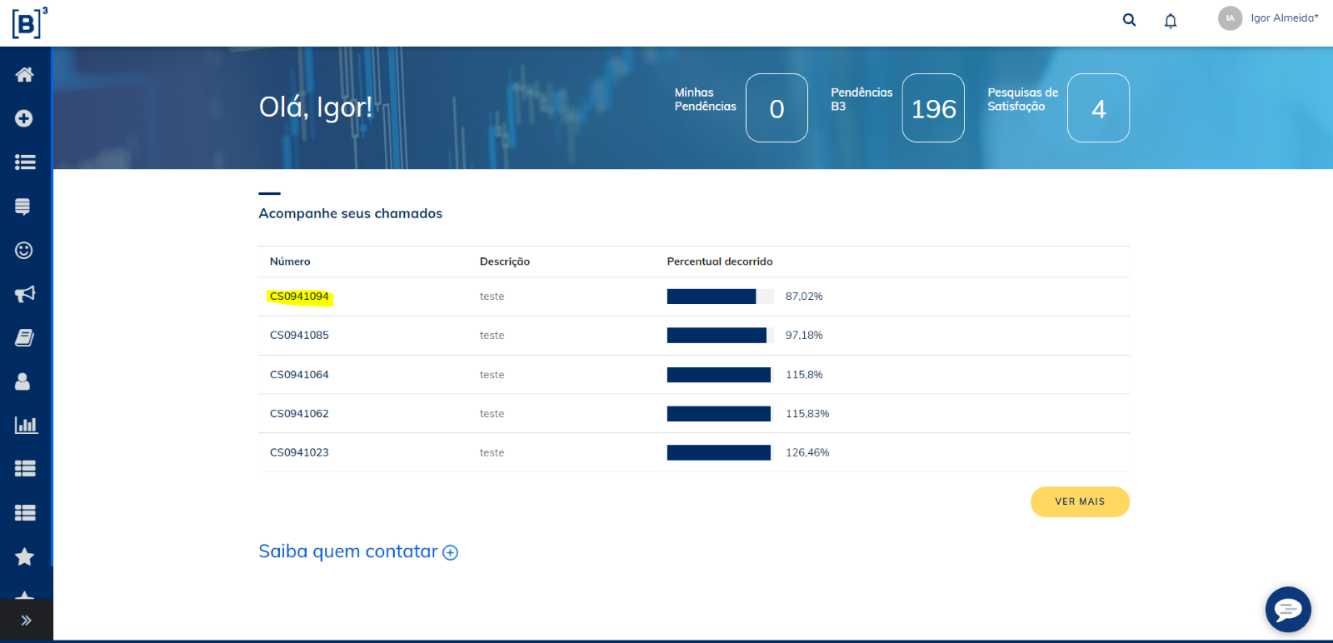 [B]³
IA Igor Almeida*
Olá, Igor!
Minhas
Pendências
0
Pendências
B3
196
Pesquisas de
Satisfação
4
Acompanhe seus chamados
Número Descrição Percentual decorrido
CS0941094 teste 87,02%
CS0941085 teste 97,18%
CS0941064 teste 115,8%
CS0941062 teste 115,83%
CS0941023 teste 126,46%
VER MAIS
Saiba quem contatar